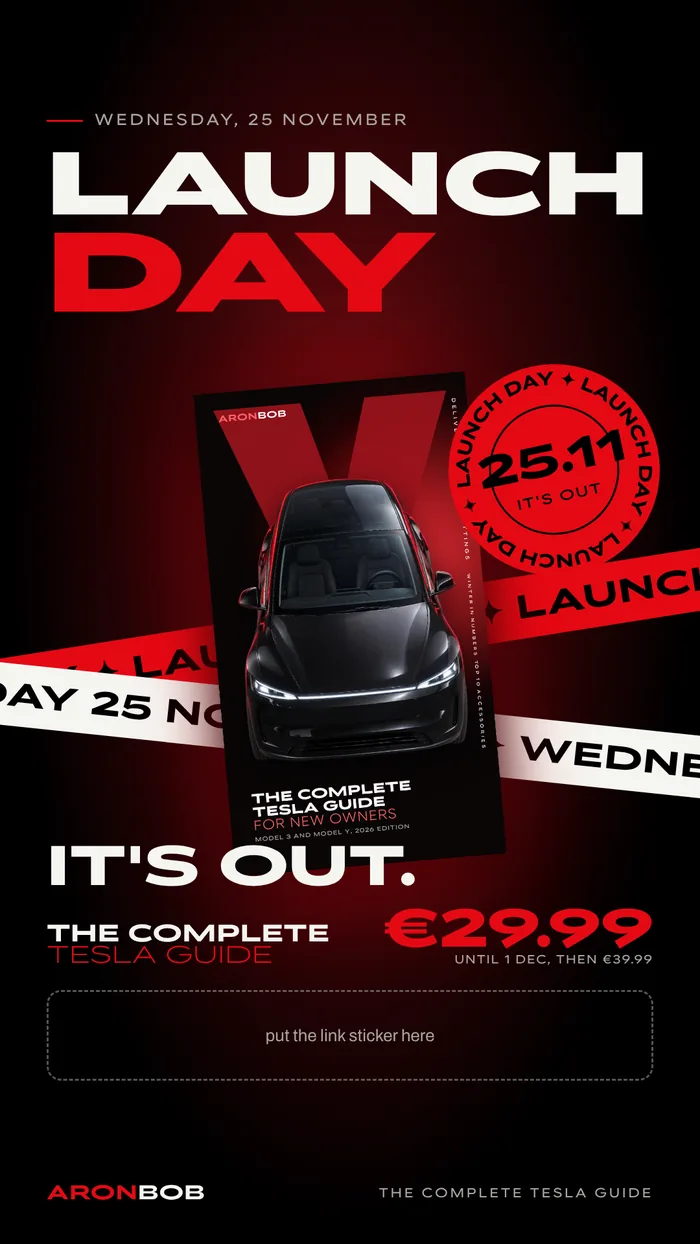 WEDNESDAY, 25 NOVEMBER
LAUNCH
DAY
ARONBOB
LAUNCH DAY ✦ LAUNCH DAY ✦ LAUNCH DAY ✦
25.11
IT'S OUT
WINTER IN NUMBERS TOP 10 ACCESSORIES
✦ LAUNCH
DAY 25
THE COMPLETE
TESLA GUIDE
FOR NEW OWNERS
MODEL 3 AND MODEL Y, 2026 EDITION
IT'S OUT.
THE COMPLETE
TESLA GUIDE
€29.99
UNTIL 1 DEC, THEN €39.99
put the link sticker here
ARONBOB
THE COMPLETE TESLA GUIDE